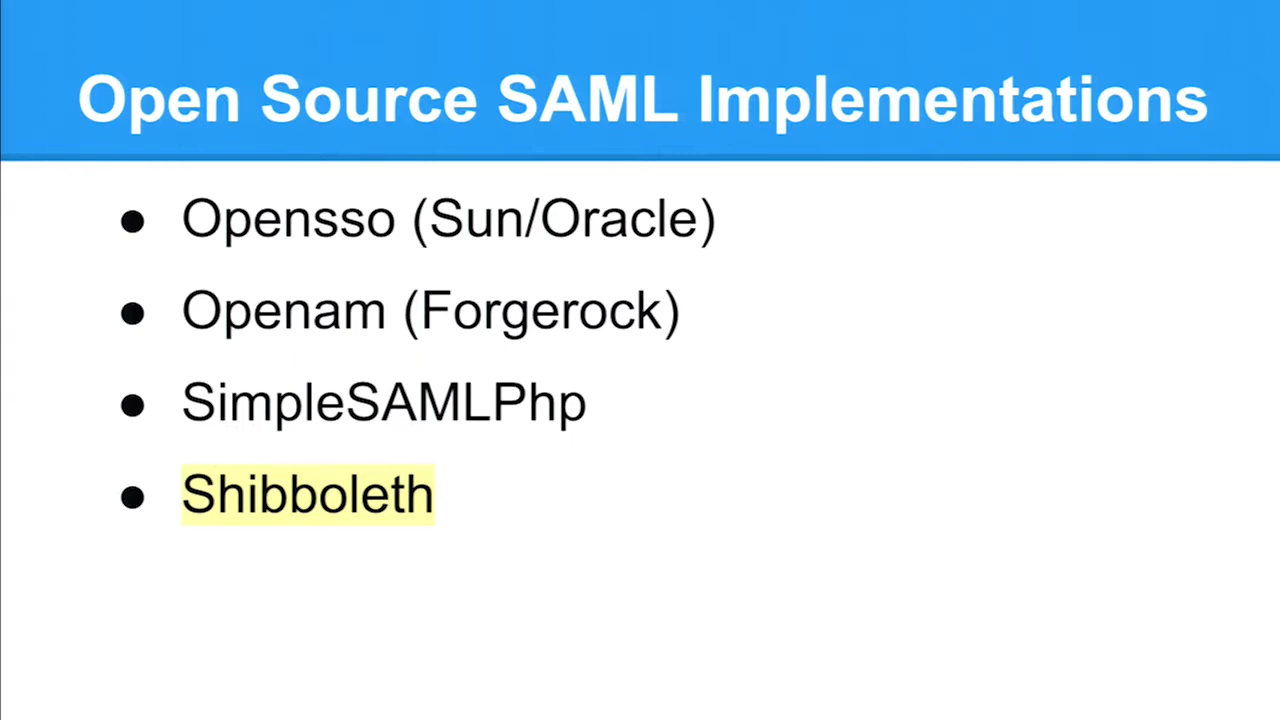 Open Source SAML Implementations
● Opensso (Sun/Oracle)
● Openam (Forgerock)
● SimpleSAMLPhp
● Shibboleth